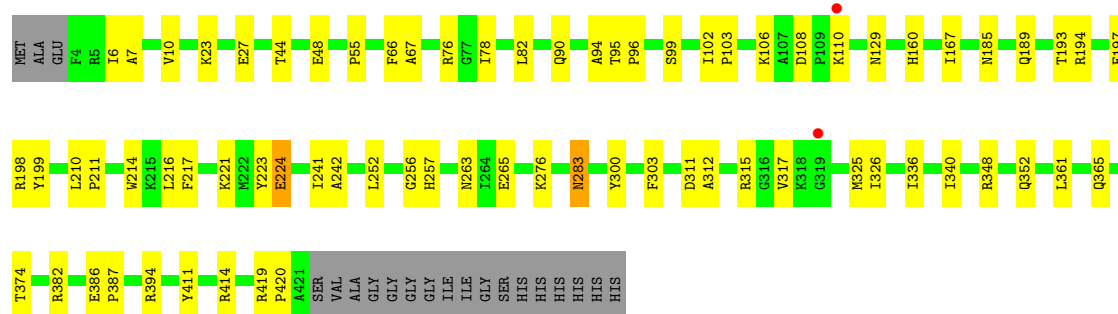 MET ALA GLU F4 R5 I6 A7 V10 K23 E27 T44 E48 P55 F66 A67 R76 G77 I78 L82 Q90 A94 T95 P96 S99 I102 P103 K106 A107 D108 P109 K110 N129 H160 I167 N185 Q189 T193 R194 E197
R198 Y199 L210 P211 W214 K215 L216 F217 K221 M222 Y223 E224 I241 A242 L252 G256 H257 N263 I264 E265 K276 N283 Y300 F303 D311 A312 R315 G316 V317 K318 G319 M325 I326 I336 I340 R348 Q352 L361 Q365
T374 R382 E386 P387 R394 Y411 R414 R419 P420 A421 SER VAL ALA GLY GLY GLY GLY ILE ILE GLY SER HIS HIS HIS HIS HIS HIS